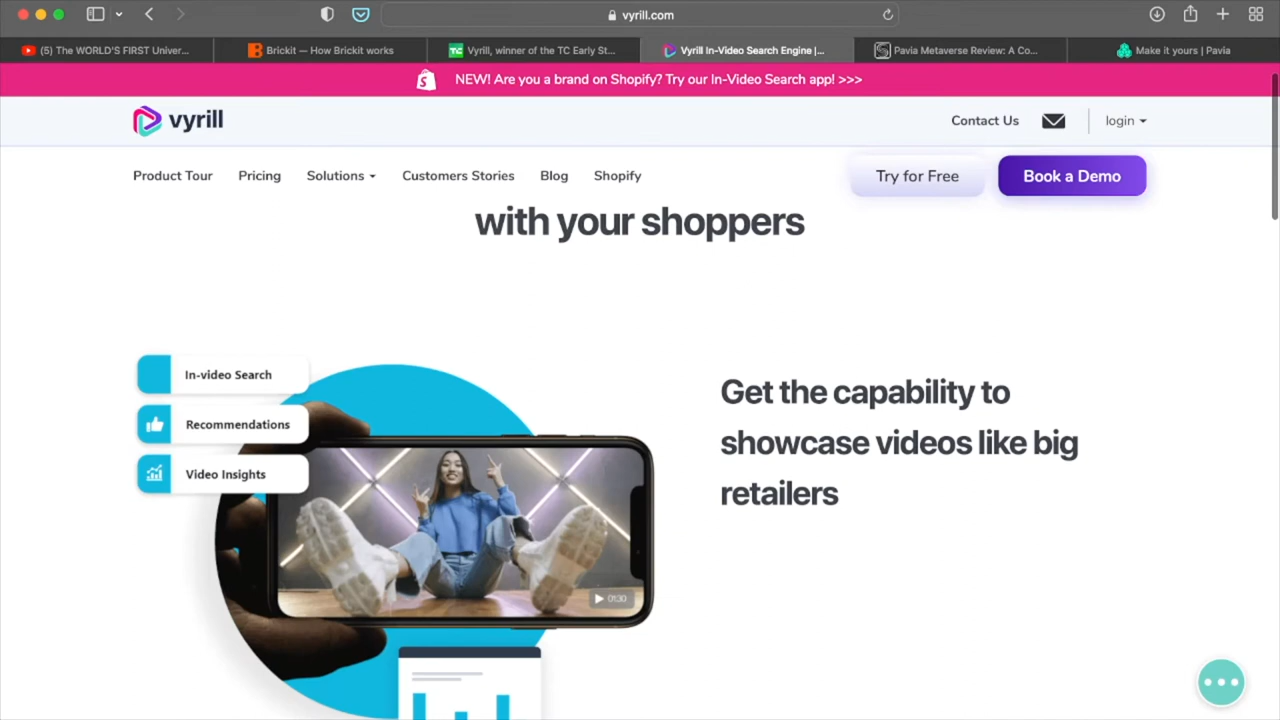 vyrill.com
(5) The WORLD'S FIRST Univer...
Brickit — How Brickit works
TC
Vyrill, winner of the TC Early St...
Vyrill In-Video Search Engine |...
Pavia Metaverse Review: A Co...
Make it yours | Pavia
NEW! Are you a brand on Shopify? Try our In-Video Search app! >>>
vyrill
Contact Us
login
Product Tour
Pricing
Solutions
Customers Stories
Blog
Shopify
Try for Free
Book a Demo
with your shoppers
In-video Search
Recommendations
Video Insights
Get the capability to
showcase videos like big
retailers
01:30